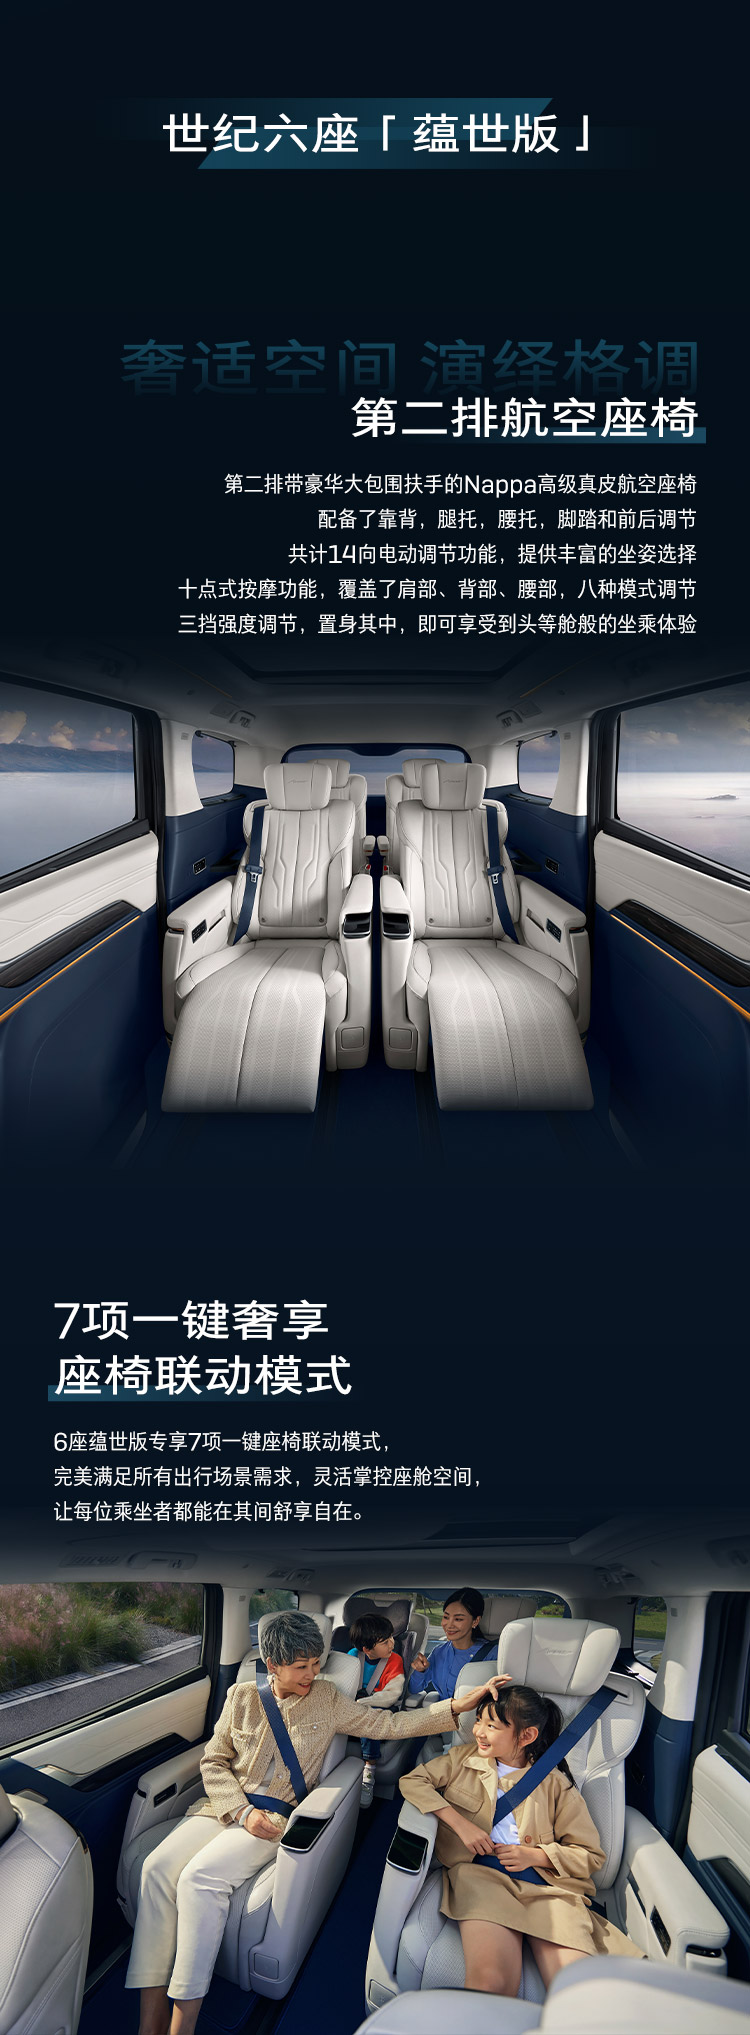 世纪六座「蕴世版」
奢适空间 演绎格调
第二排航空座椅
第二排带豪华大包围扶手的Nappa高级真皮航空座椅
配备了靠背，腿托，腰托，脚踏和前后调节
共计14向电动调节功能，提供丰富的坐姿选择
十点式按摩功能，覆盖了肩部、背部、腰部，八种模式调节
三挡强度调节，置身其中，即可享受到头等舱般的坐乘体验
7项一键奢享
座椅联动模式
6座蕴世版专享7项一键座椅联动模式，
完美满足所有出行场景需求，灵活掌控座舱空间，
让每位乘坐者都能在其间舒享自在。